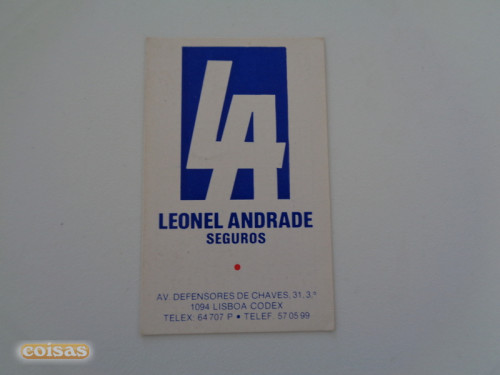 LA
LEONEL ANDRADE
SEGUROS
AV. DEFENSORES DE CHAVES, 31, 3.º
1094 LISBOA CODEX
TELEX: 64 707 P • TELEF. 57 05 99
coisas